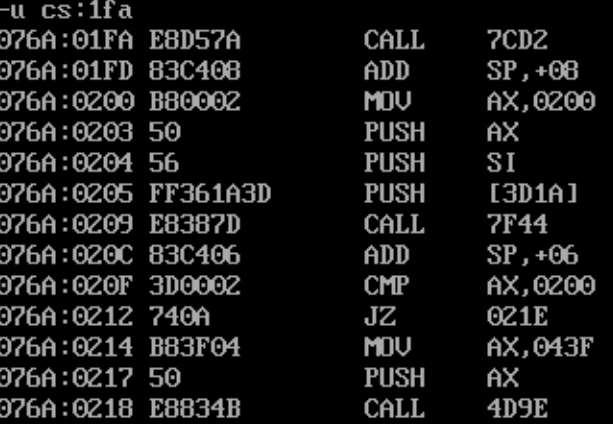 -u cs:1fa
076A:01FA E8D57A CALL 7CD2
076A:01FD 83C408 ADD SP,+08
076A:0200 B80002 MOV AX,0200
076A:0203 50 PUSH AX
076A:0204 56 PUSH SI
076A:0205 FF361A3D PUSH [3D1A]
076A:0209 E8387D CALL 7F44
076A:020C 83C406 ADD SP,+06
076A:020F 3D0002 CMP AX,0200
076A:0212 740A JZ 021E
076A:0214 B83F04 MOV AX,043F
076A:0217 50 PUSH AX
076A:0218 E8834B CALL 4D9E